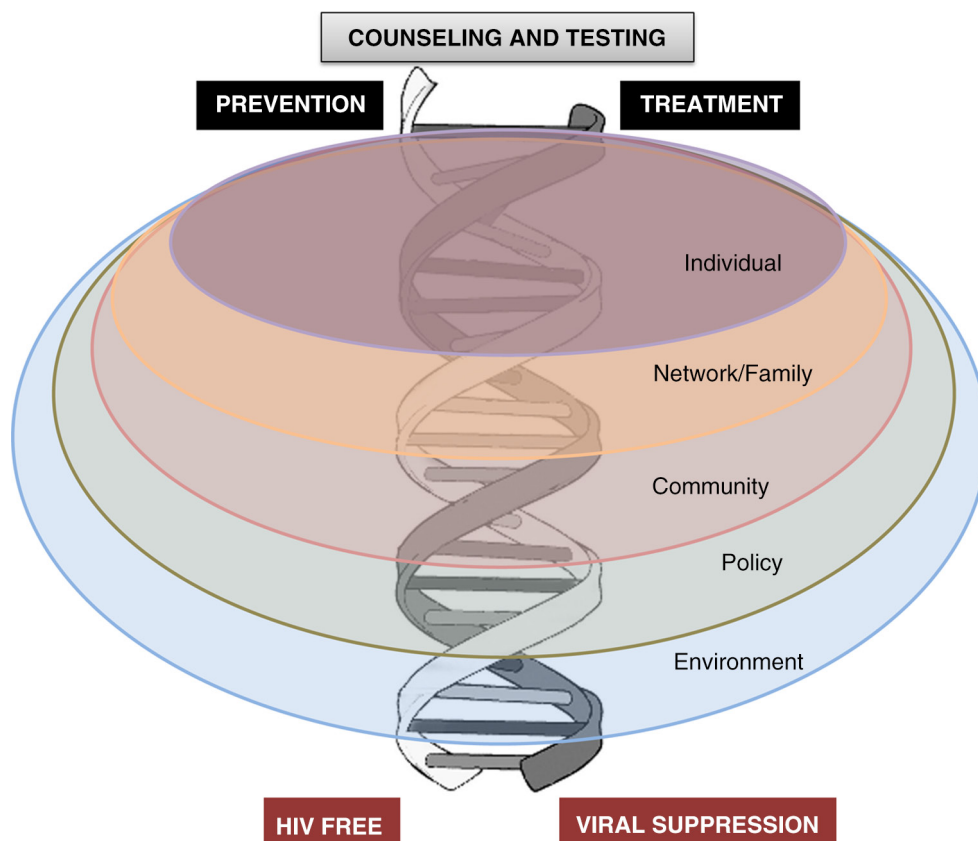 COUNSELING AND TESTING
PREVENTION
TREATMENT
Individual
Network/Family
Community
Policy
Environment
HIV FREE
VIRAL SUPPRESSION